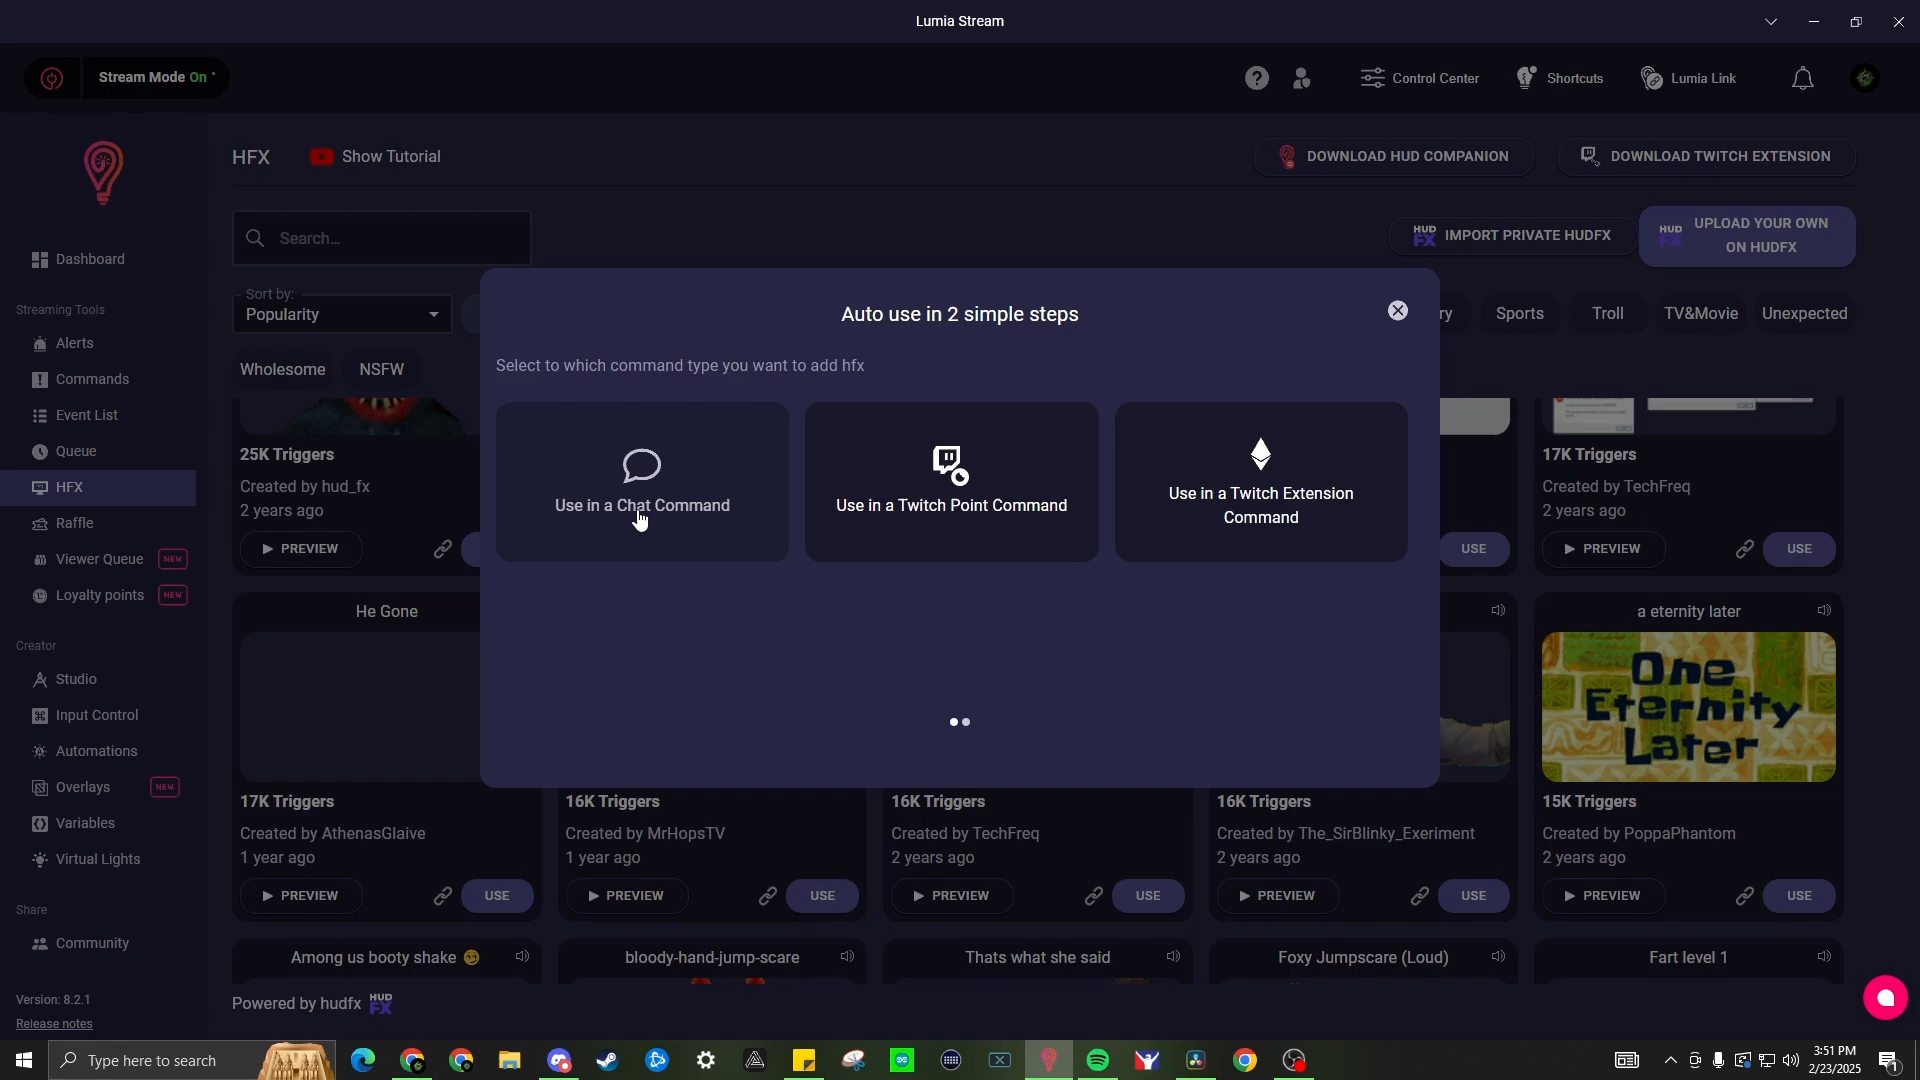 Lumia Stream
Stream Mode On
Control Center
Shortcuts
Lumia Link
HFX
Show Tutorial
DOWNLOAD HUD COMPANION
DOWNLOAD TWITCH EXTENSION
Search...
HUD FX
IMPORT PRIVATE HUDFX
HUD FX
UPLOAD YOUR OWN
ON HUDFX
Dashboard
Streaming Tools
Alerts
Commands
Event List
Queue
HFX
Raffle
Viewer Queue NEW
Loyalty points NEW
Creator
Studio
Input Control
Automations
Overlays NEW
Variables
Virtual Lights
Share
Community
Version: 8.2.1
Release notes
Sort by:
Popularity
ry
Sports
Troll
TV&Movie
Unexpected
Wholesome
NSFW
Auto use in 2 simple steps
Select to which command type you want to add hfx
Use in a Chat Command
Use in a Twitch Point Command
Use in a Twitch Extension
Command
25K Triggers
Created by hud_fx
2 years ago
PREVIEW
USE
17K Triggers
Created by TechFreq
2 years ago
PREVIEW
USE
He Gone
17K Triggers
Created by AthenasGlaive
1 year ago
PREVIEW
USE
16K Triggers
Created by MrHopsTV
1 year ago
PREVIEW
USE
16K Triggers
Created by TechFreq
2 years ago
PREVIEW
USE
16K Triggers
Created by The_SirBlinky_Exeriment
2 years ago
PREVIEW
USE
a eternity later
One
Eternity
Later
15K Triggers
Created by PoppaPhantom
2 years ago
PREVIEW
USE
Among us booty shake 😏
bloody-hand-jump-scare
Thats what she said
Foxy Jumpscare (Loud)
Fart level 1
Powered by hudfx HUD FX
Type here to search
3:51 PM
2/23/2025
1